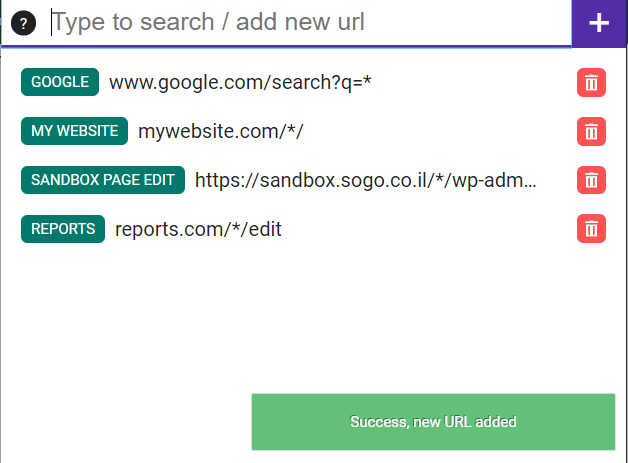 ? Type to search / add new url +
GOOGLE www.google.com/search?q=*
MY WEBSITE mywebsite.com/*/
SANDBOX PAGE EDIT https://sandbox.sogo.co.il/*/wp-adm...
REPORTS reports.com/*/edit
Success, new URL added